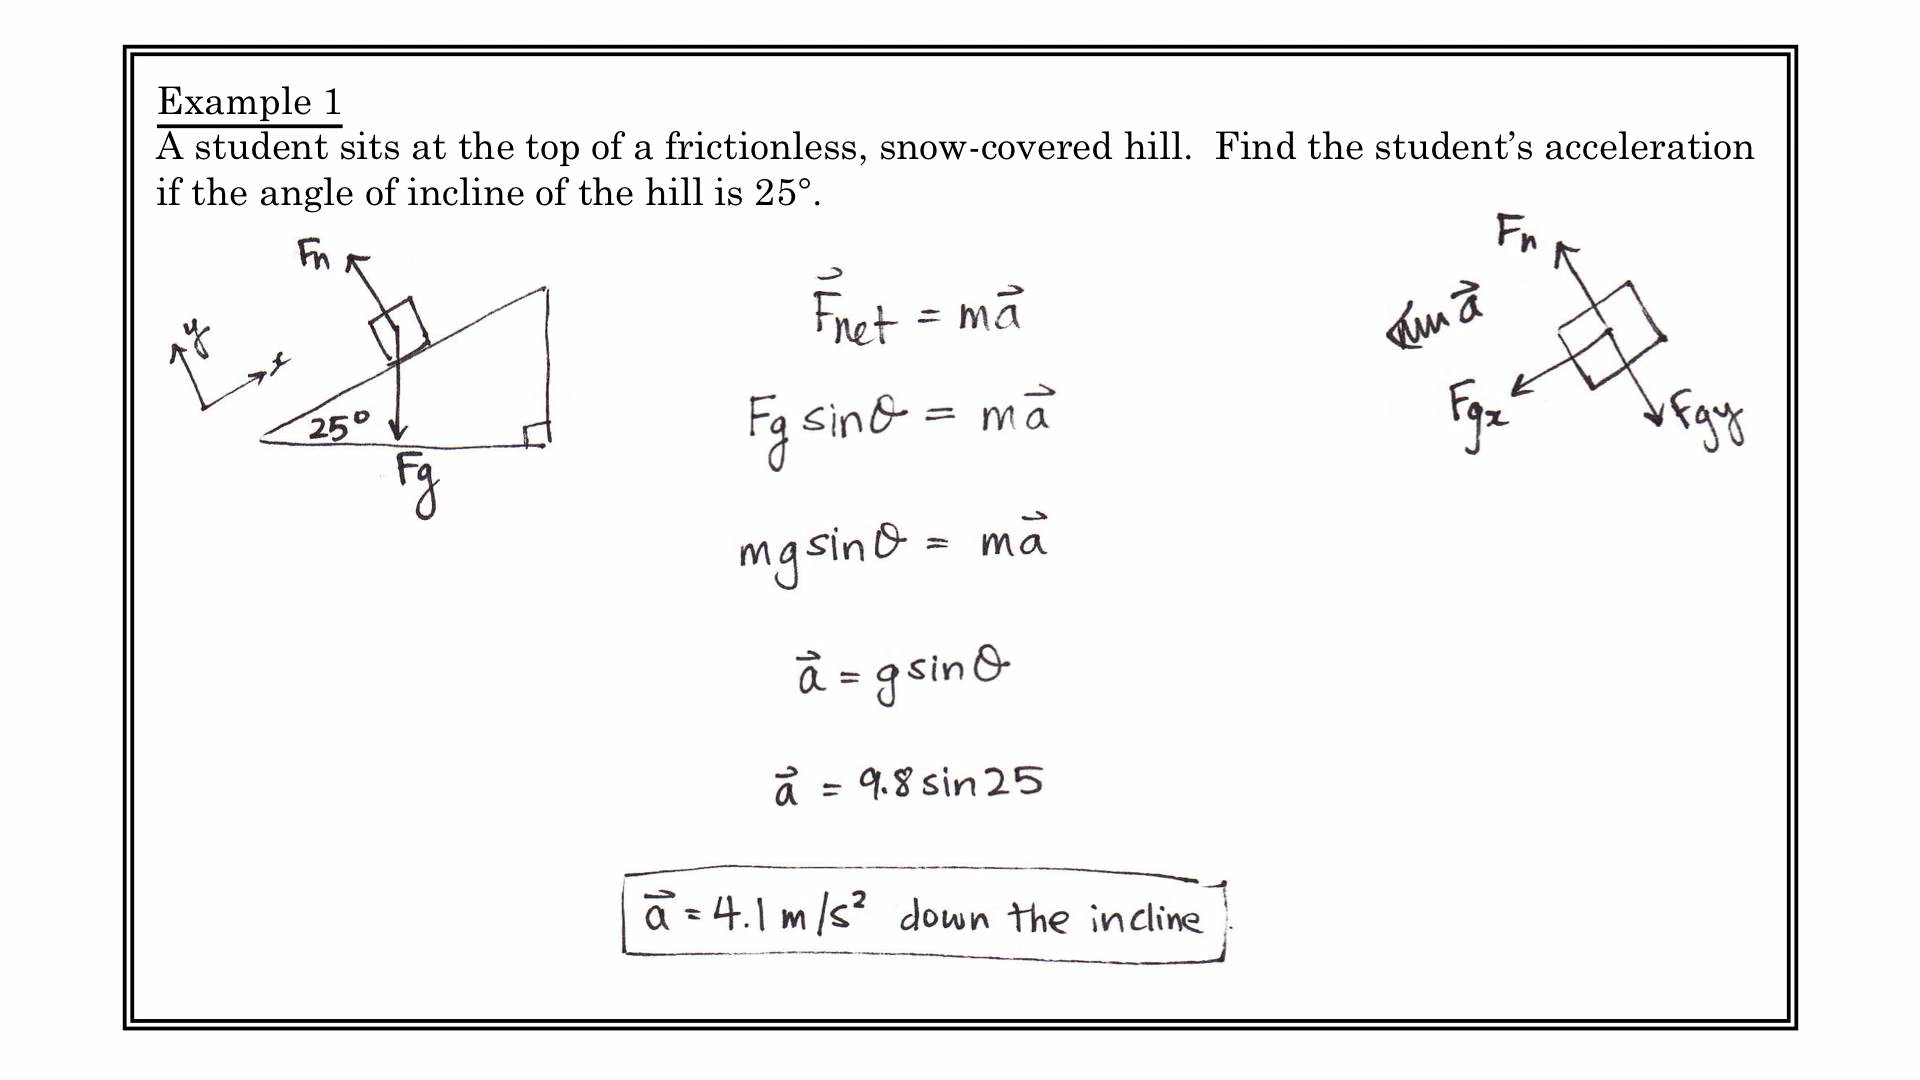 Example 1
A student sits at the top of a frictionless, snow-covered hill. Find the student’s acceleration
if the angle of incline of the hill is 25°.
Fn
y
x
25°
Fg
F⃗net = ma⃗
Fg sinθ = ma⃗
mg sinθ = ma⃗
a⃗ = g sinθ
a⃗ = 9.8 sin25
a⃗ = 4.1 m/s² down the incline
Fn
a⃗
Fgx
Fgy